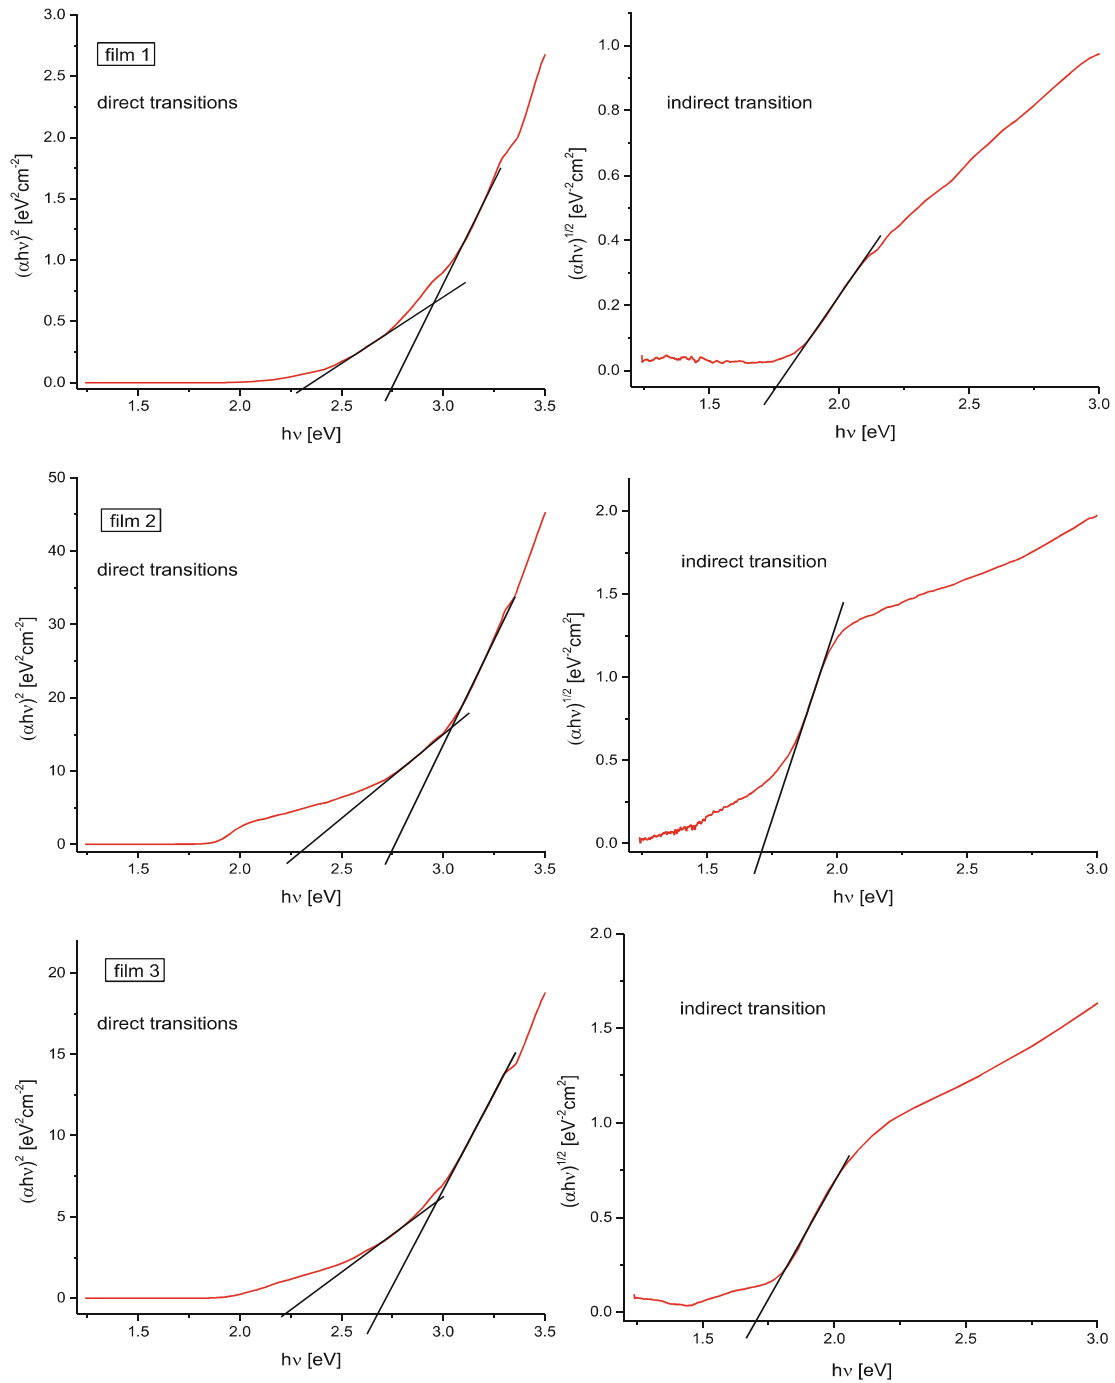 film 1
direct transitions
(αhν)² [eV²cm⁻²]
3.0
2.5
2.0
1.5
1.0
0.5
0.0
1.5 2.0 2.5 3.0 3.5
hν [eV]
indirect transition
(αhν)¹/² [eV⁻²cm²]
1.0
0.8
0.6
0.4
0.2
0.0
1.5 2.0 2.5 3.0
hν [eV]
film 2
direct transitions
(αhν)² [eV²cm⁻²]
50
40
30
20
10
0
1.5 2.0 2.5 3.0 3.5
hν [eV]
indirect transition
(αhν)¹/² [eV⁻²cm²]
2.0
1.5
1.0
0.5
0.0
1.5 2.0 2.5 3.0
hν [eV]
film 3
direct transitions
(αhν)² [eV²cm⁻²]
20
15
10
5
0
1.5 2.0 2.5 3.0 3.5
hν [eV]
indirect transition
(αhν)¹/² [eV⁻²cm²]
2.0
1.5
1.0
0.5
0.0
1.5 2.0 2.5 3.0
hν [eV]